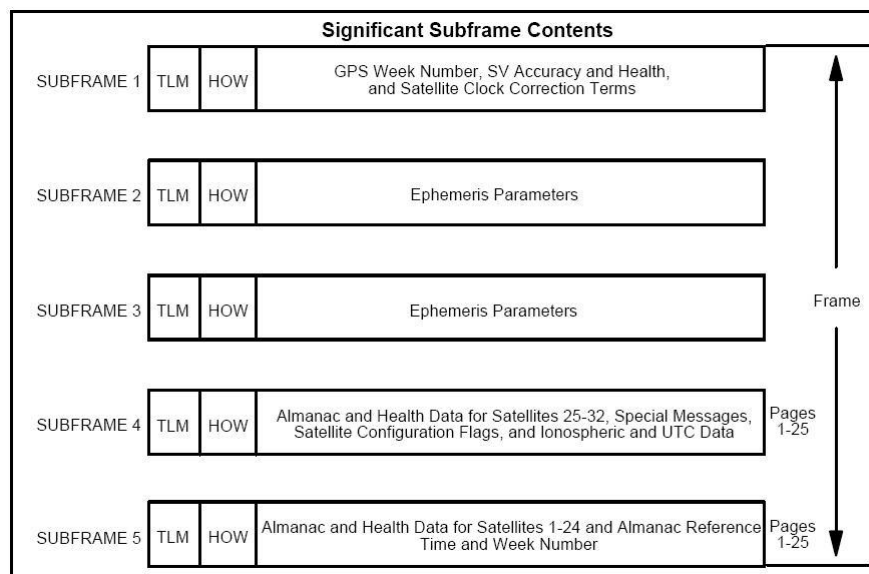 Significant Subframe Contents
SUBFRAME 1 TLM HOW GPS Week Number, SV Accuracy and Health,
and Satellite Clock Correction Terms
SUBFRAME 2 TLM HOW Ephemeris Parameters
SUBFRAME 3 TLM HOW Ephemeris Parameters
Frame
SUBFRAME 4 TLM HOW Almanac and Health Data for Satellites 25-32, Special Messages,
Satellite Configuration Flags, and Ionospheric and UTC Data
Pages
1-25
SUBFRAME 5 TLM HOW Almanac and Health Data for Satellites 1-24 and Almanac Reference
Time and Week Number
Pages
1-25